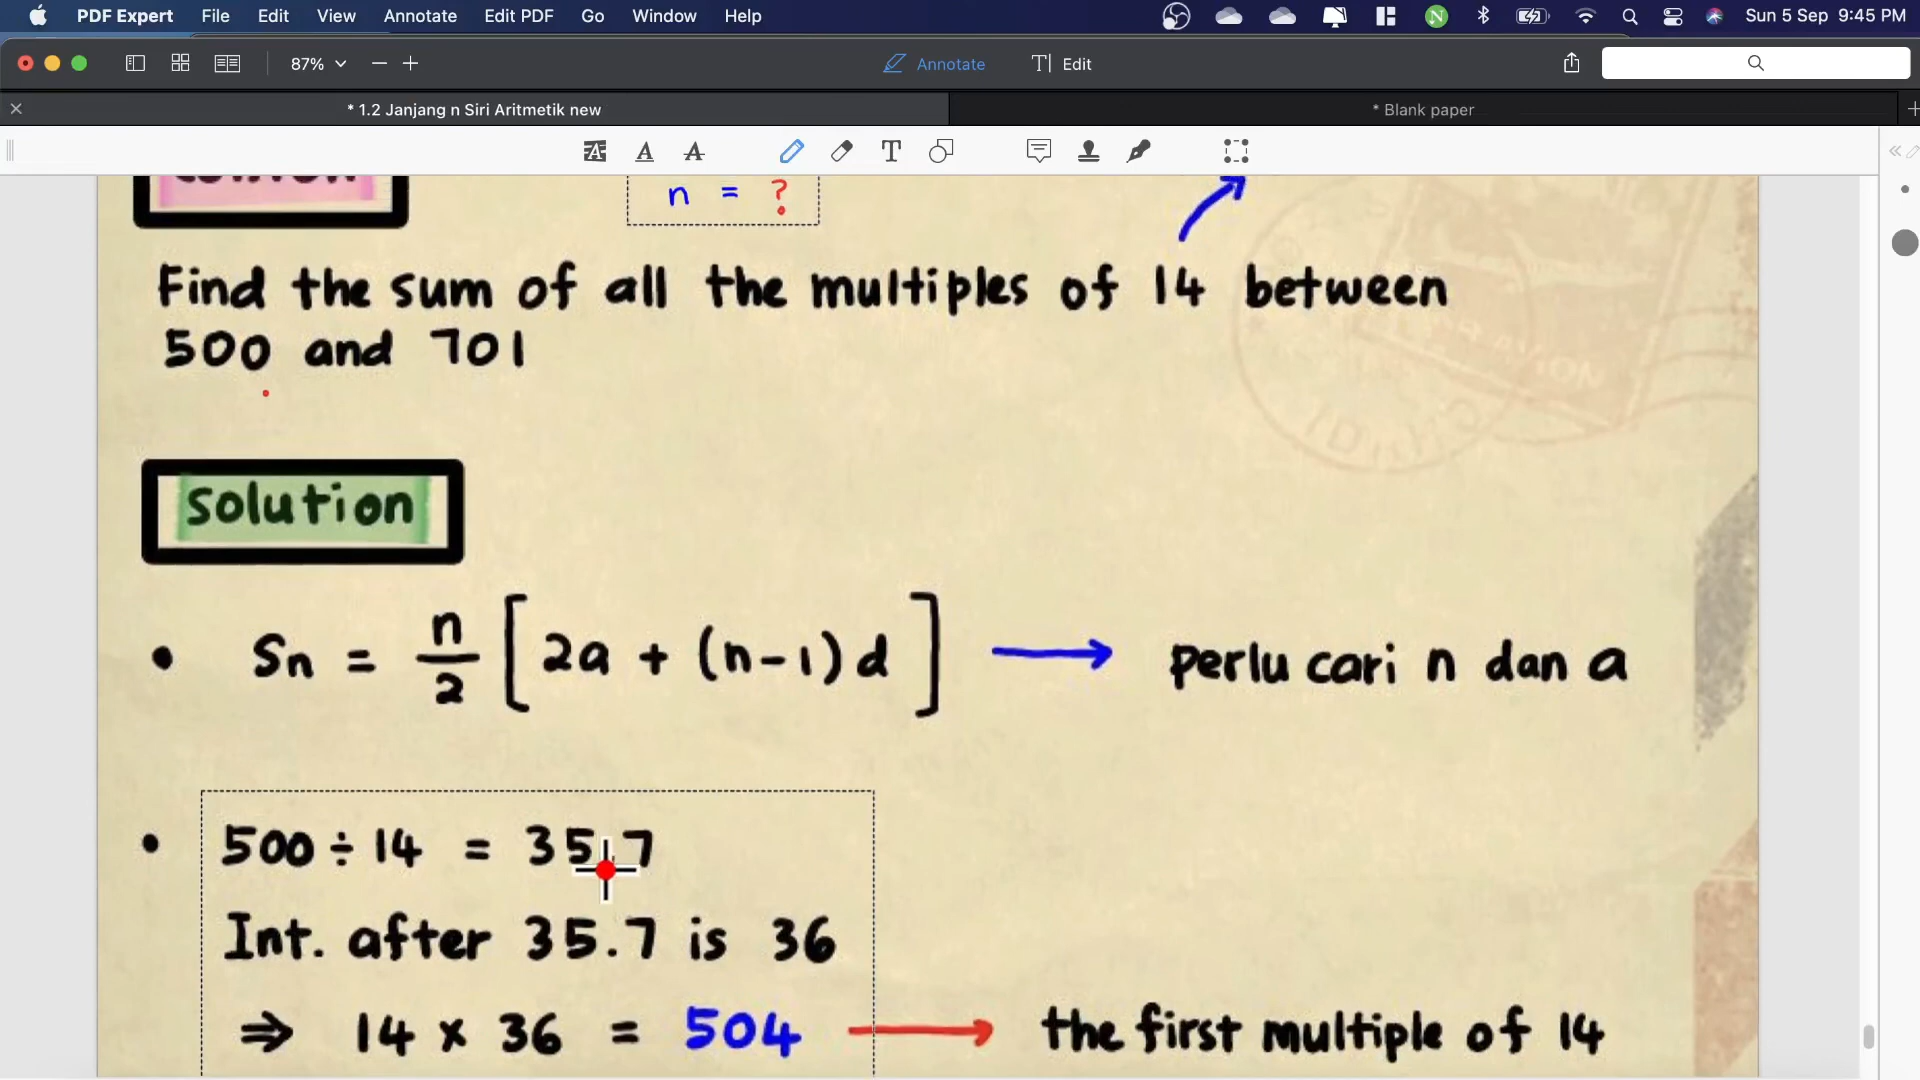 PDF Expert File Edit View Annotate Edit PDF Go Window Help Sun 5 Sep 9:45 PM
87% Annotate T| Edit
* 1.2 Janjang n Siri Aritmetik new * Blank paper
n = ?
Find the sum of all the multiples of 14 between
500 and 701
solution
• Sn = n/2 [2a + (n-1)d] → perlu cari n dan a
• 500 ÷ 14 = 35.7
Int. after 35.7 is 36
⇒ 14 x 36 = 504 → the first multiple of 14